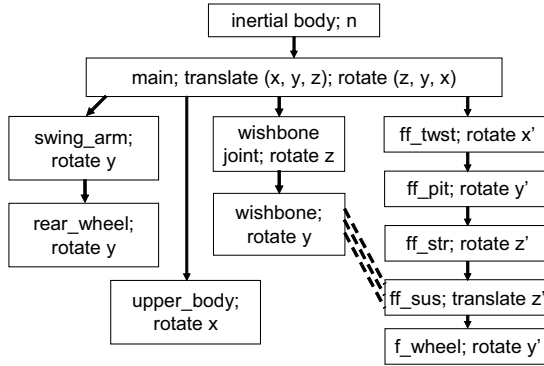 inertial body; n
main; translate (x, y, z); rotate (z, y, x)
swing_arm;
rotate y
wishbone
joint; rotate z
ff_twst; rotate x'
ff_pit; rotate y'
rear_wheel;
rotate y
wishbone;
rotate y
ff_str; rotate z'
upper_body;
rotate x
ff_sus; translate z'
f_wheel; rotate y'